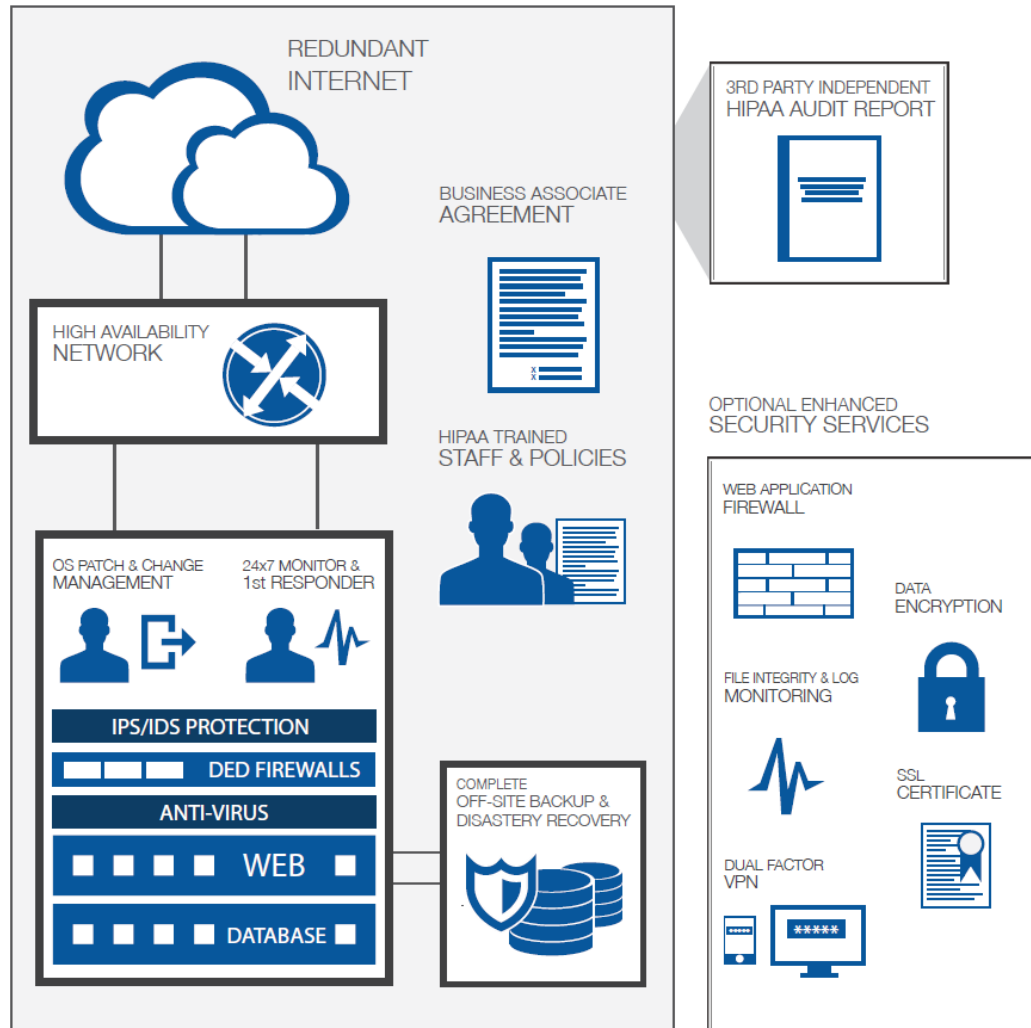 REDUNDANT
INTERNET
3RD PARTY INDEPENDENT
HIPAA AUDIT REPORT
BUSINESS ASSOCIATE
AGREEMENT
x
x
HIGH AVAILABILITY
NETWORK
HIPAA TRAINED
STAFF & POLICIES
OPTIONAL ENHANCED
SECURITY SERVICES
WEB APPLICATION
FIREWALL
DATA
ENCRYPTION
FILE INTEGRITY & LOG
MONITORING
SSL
CERTIFICATE
DUAL FACTOR
VPN
*****
*****
OS PATCH & CHANGE
MANAGEMENT
24x7 MONITOR &
1st RESPONDER
IPS/IDS PROTECTION
DED FIREWALLS
ANTI-VIRUS
WEB
DATABASE
COMPLETE
OFF-SITE BACKUP &
DISASTERY RECOVERY